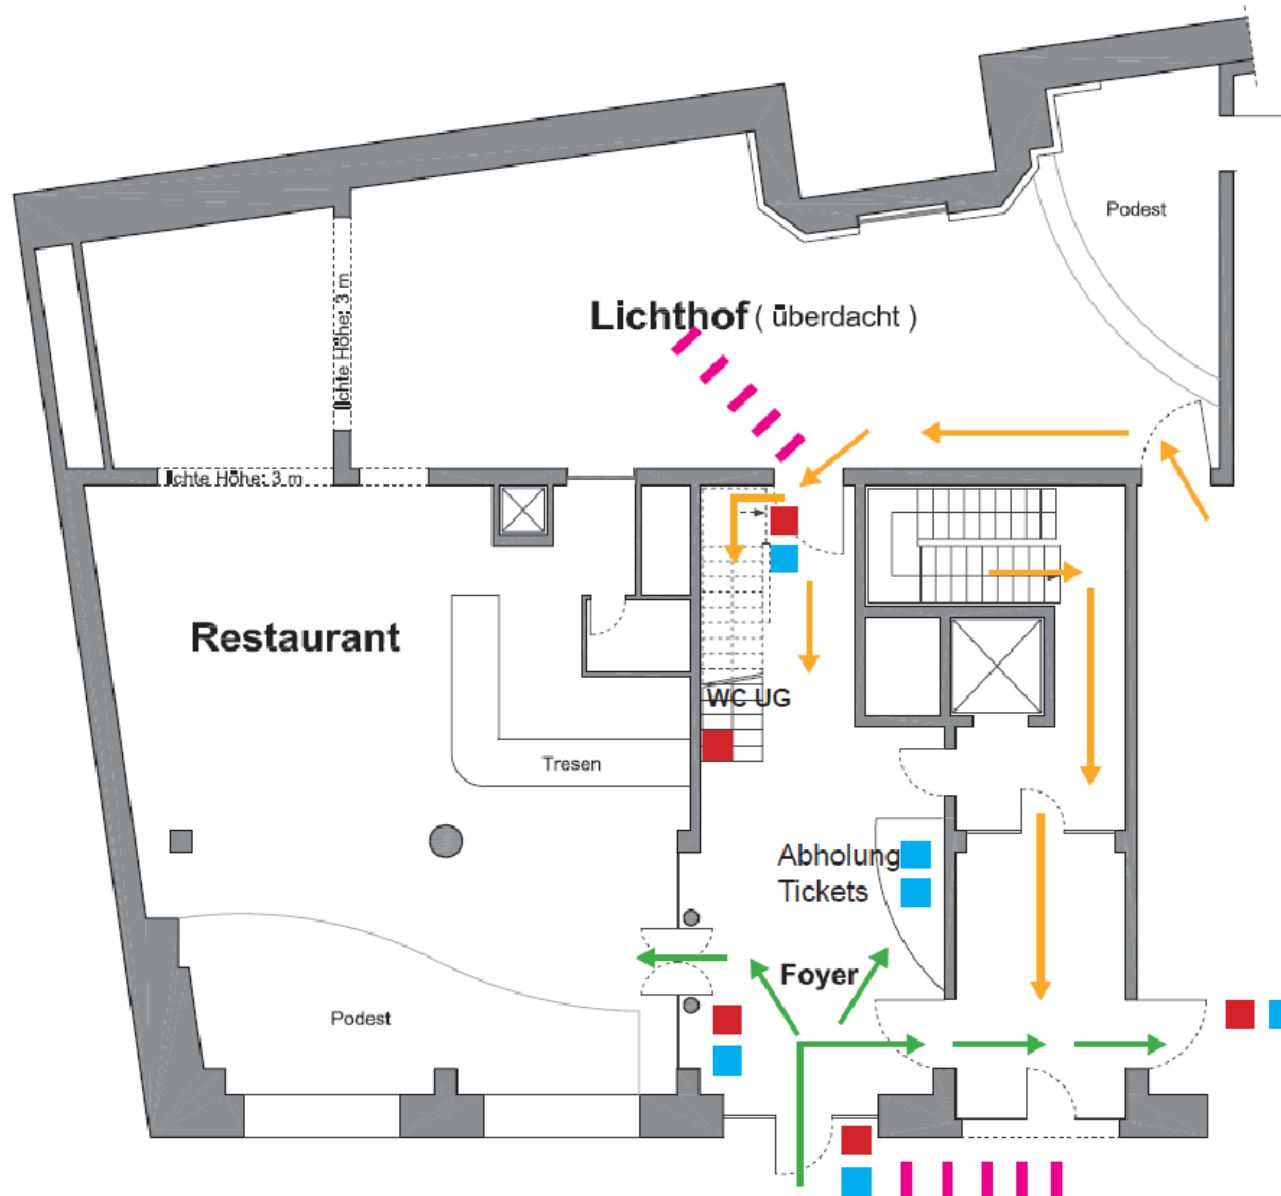 Podest
Lichthof ( überdacht )
lichte Höhe: 3 m
lichte Höhe: 3 m
Restaurant
WC UG
Tresen
Abholung
Tickets
Foyer
Podest